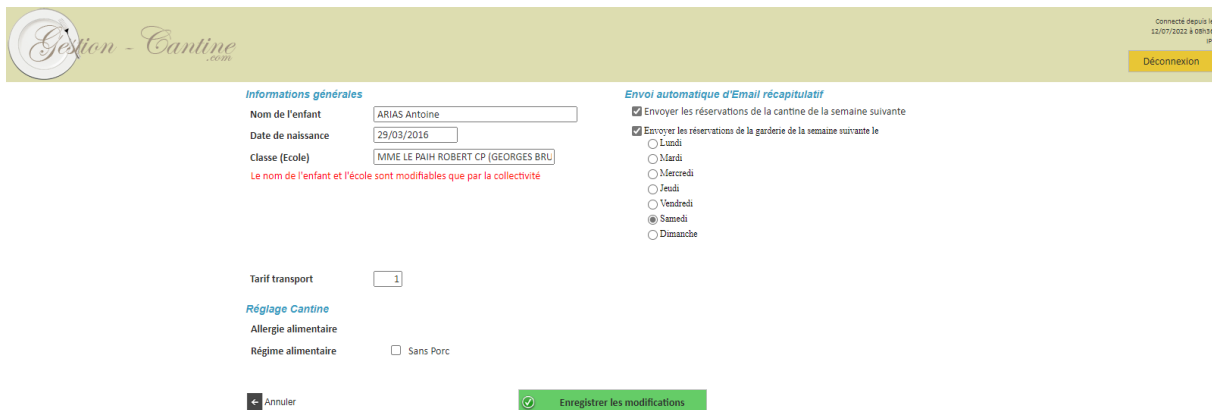 Gestion - Cantine
.com
Connecté depuis le
12/07/2022 à 08h36
IP
Déconnexion
Informations générales
Nom de l'enfant ARIAS Antoine
Date de naissance 29/03/2016
Classe (Ecole) MME LE PAIH ROBERT CP (GEORGES BRU
Le nom de l'enfant et l'école sont modifiables que par la collectivité
Tarif transport 1
Réglage Cantine
Allergie alimentaire
Régime alimentaire Sans Porc
Envoi automatique d'Email récapitulatif
Envoyer les réservations de la cantine de la semaine suivante
Envoyer les réservations de la garderie de la semaine suivante le
Lundi
Mardi
Mercredi
Jeudi
Vendredi
Samedi
Dimanche
Annuler
Enregistrer les modifications